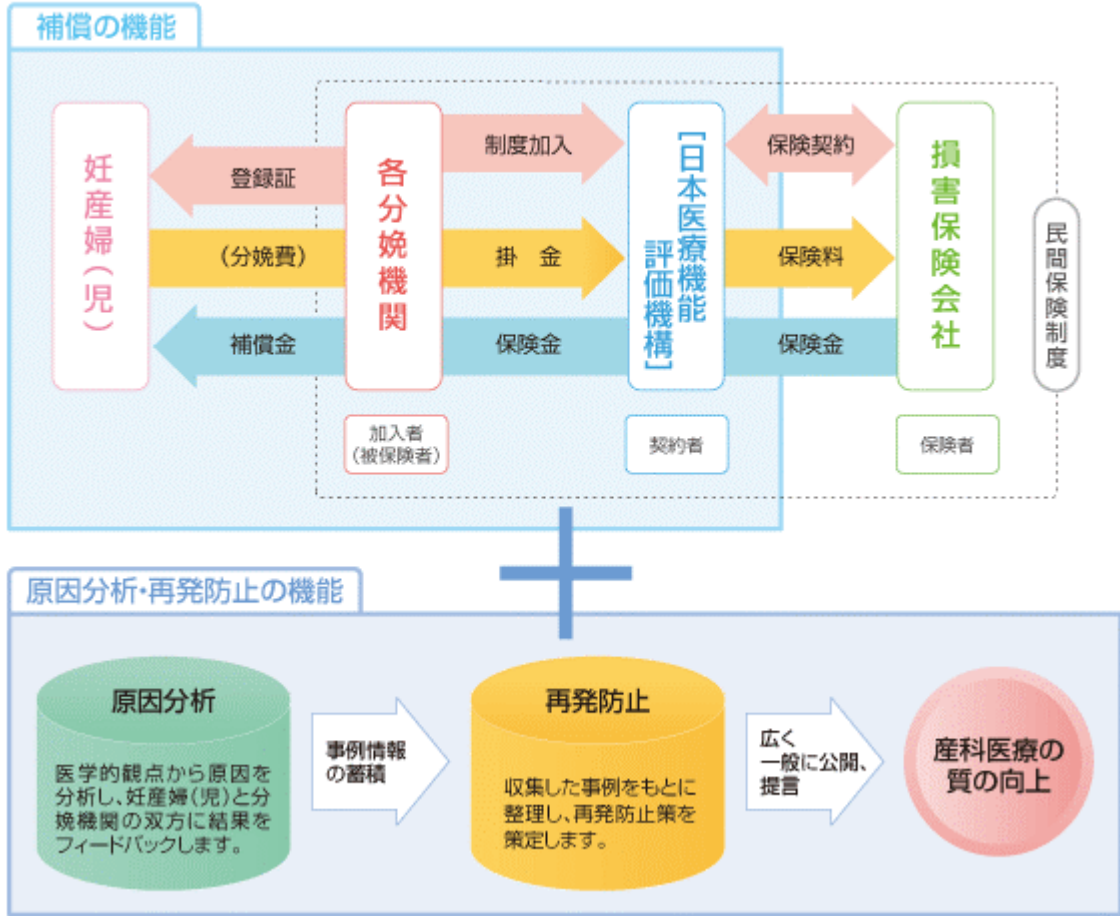 補償の機能
妊産婦(児)
登録証
(分娩費)
補償金
各分娩機関
加入者
(被保険者)
制度加入
掛 金
保険金
[日本医療機能
評価機構]
契約者
保険契約
保険料
保険金
損害保険会社
保険者
民間保険制度
原因分析・再発防止の機能
原因分析
医学的観点から原因を
分析し、妊産婦(児)と分
娩機関の双方に結果を
フィードバックします。
事例情報
の蓄積
再発防止
収集した事例をもとに
整理し、再発防止策を
策定します。
広く
一般に公開、
提言
産科医療の
質の向上